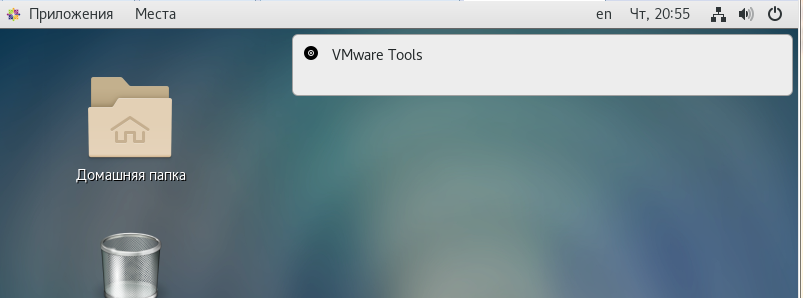 Приложения Места en Чт, 20:55
VMware Tools
Домашняя папка